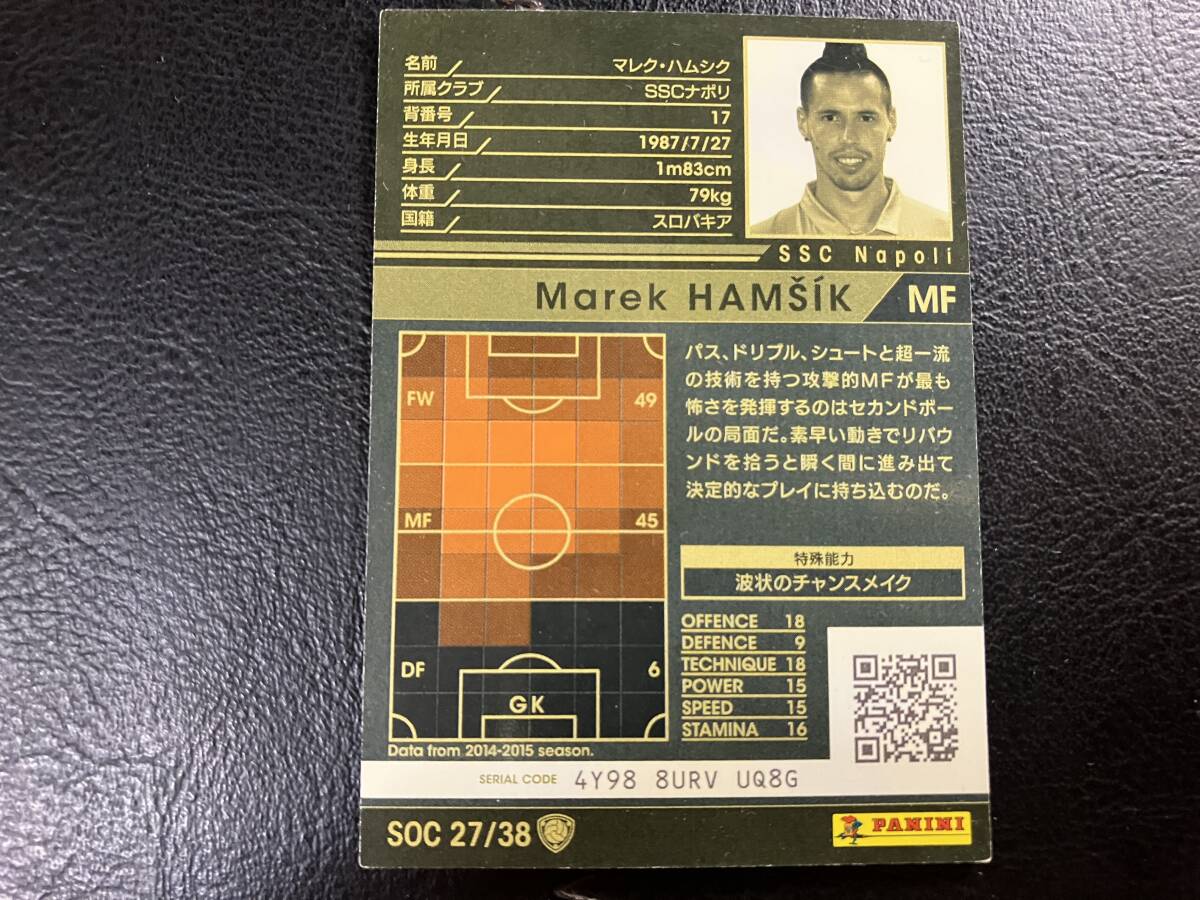 名前 マレク・ハムシク
所属クラブ SSCナポリ
背番号 17
生年月日 1987/7/27
身長 1m83cm
体重 79kg
国籍 スロバキア
SSC Napoli
Marek HAMŠÍK MF
FW 49
MF 45
DF 6
GK
Data from 2014-2015 season.
パス、ドリブル、シュートと超一流
の技術を持つ攻撃的MFが最も
怖さを発揮するのはセカンドボー
ルの局面だ。素早い動きでリバウ
ンドを拾うと瞬く間に進み出て
決定的なプレイに持ち込むのだ。
特殊能力
波状のチャンスメイク
OFFENCE 18
DEFENCE 9
TECHNIQUE 18
POWER 15
SPEED 15
STAMINA 16
SERIAL CODE 4Y98 8URV UQ8G
SOC 27/38
PANINI